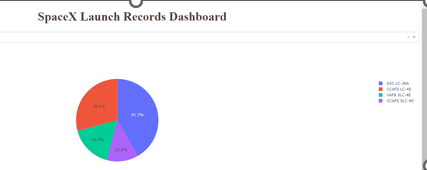 SpaceX Launch Records Dashboard
KSC LC-39A
CCAFS LC-40
VAFB SLC-4E
CCAFS SLC-40
41.7%